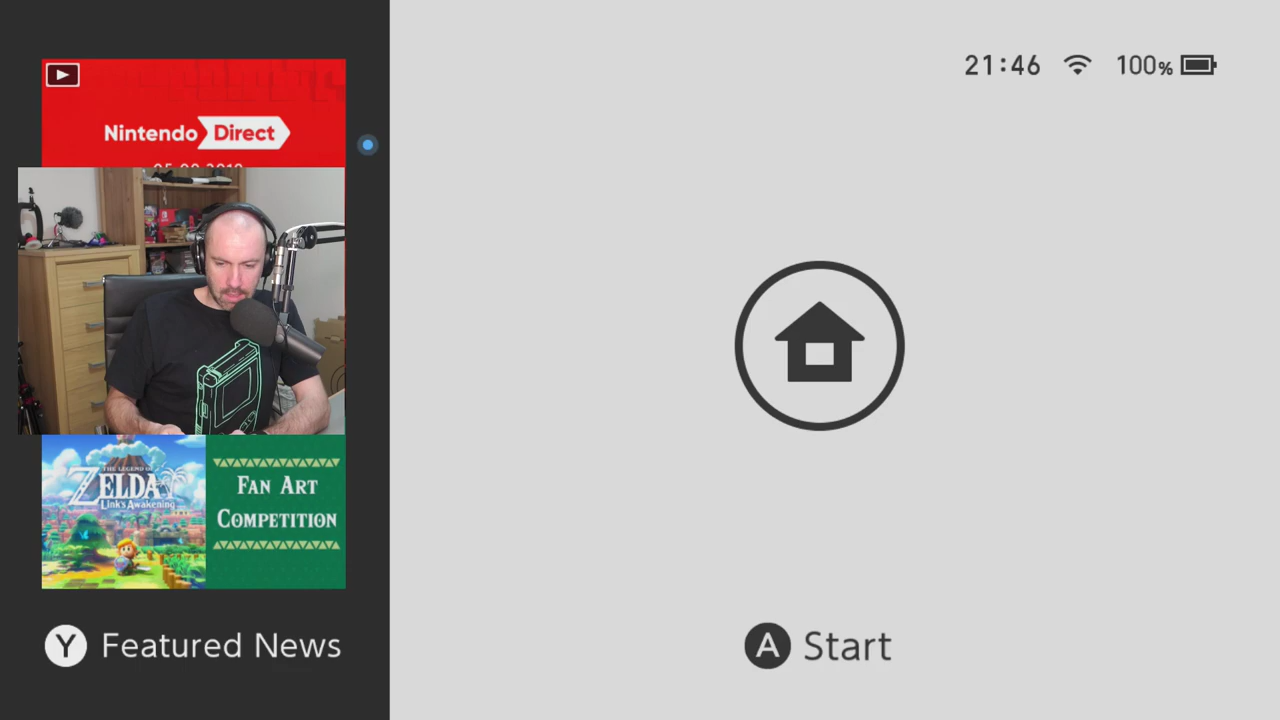 21:46 100%
Nintendo Direct
THE LEGEND OF
ZELDA
Link's Awakening
FAN ART
COMPETITION
Y Featured News
A Start